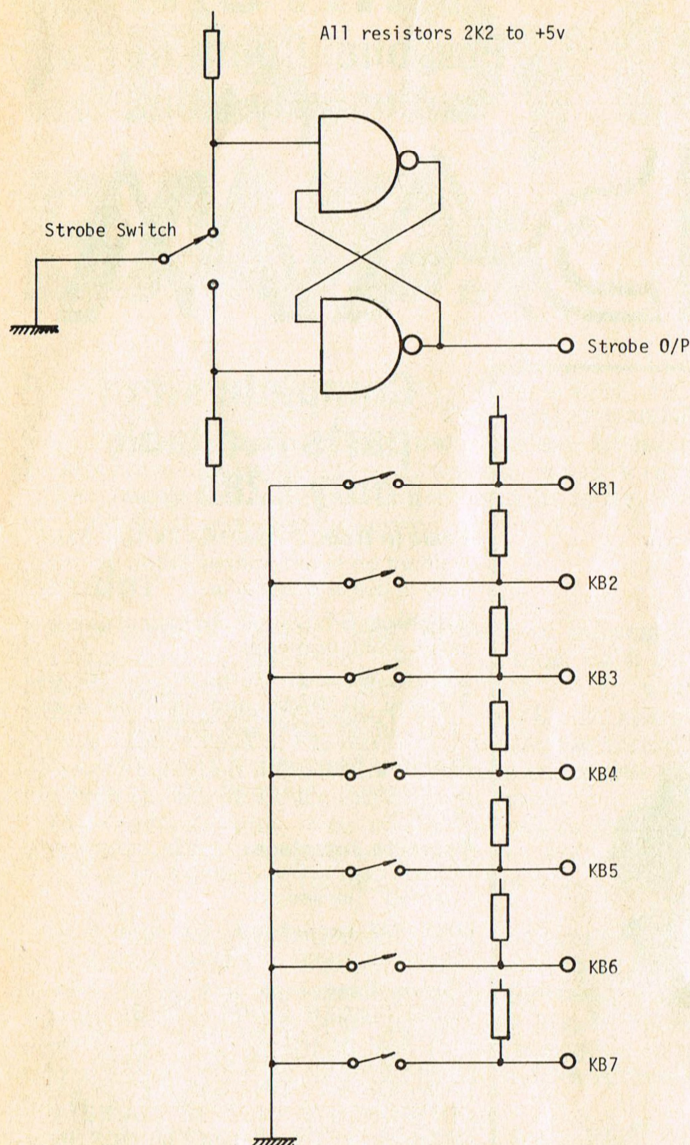 All resistors 2K2 to +5v
Strobe Switch
Strobe O/P
KB1
KB2
KB3
KB4
KB5
KB6
KB7